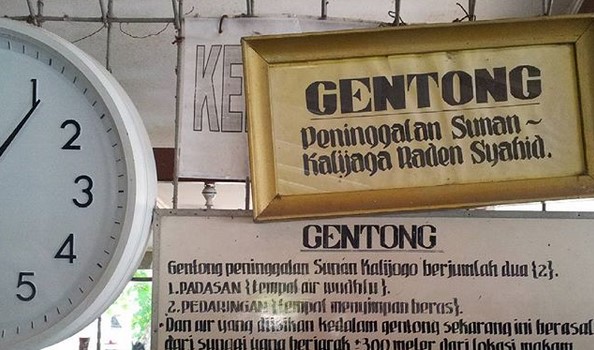 1
2
3
4
5
KE
GENTONG
Peninggalan Sunan ~
Kalijaga Raden Syahid.
GENTONG
Gentong peninggalan Sunan Kalijogo berjumlah dua {2}.
1. PADASAN {tempat air wudhlu}.
2. PEDARINGAN {tempat menyimpan beras}.
• Dan air yang diisikan kedalam gentong sekarang ini berasal
dari sungai yang berjarak ±300 meter dari lokasi makam